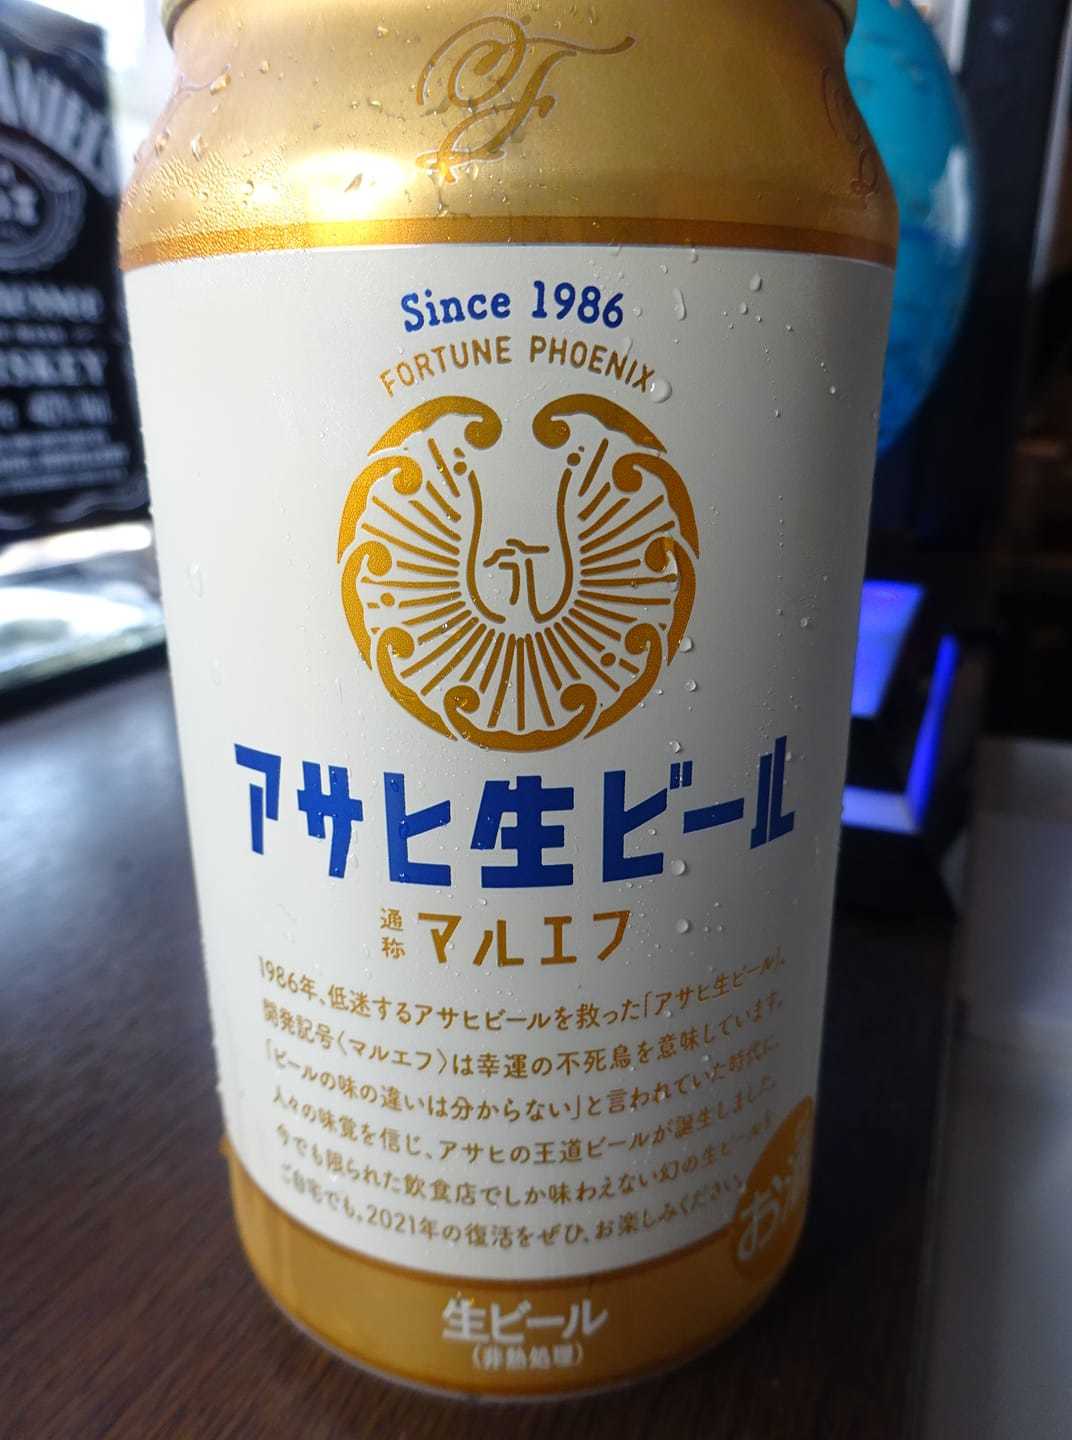 Since 1986
FORTUNE PHOENIX
アサヒ生ビール
通称 マルエフ
1986年、低迷するアサヒビールを救った「アサヒ生ビール」。
開発記号〈マルエフ〉は幸運の不死鳥を意味しています。
「ビールの味の違いは分からない」と言われていた時代に、
人々の味覚を信じ、アサヒの王道ビールが誕生しました。
今でも限られた飲食店でしか味わえない幻の生ビールを、
ご自宅でも。2021年の復活をぜひ、お楽しみください。
お酒
生ビール
(非熱処理)
WHISKEY
40%